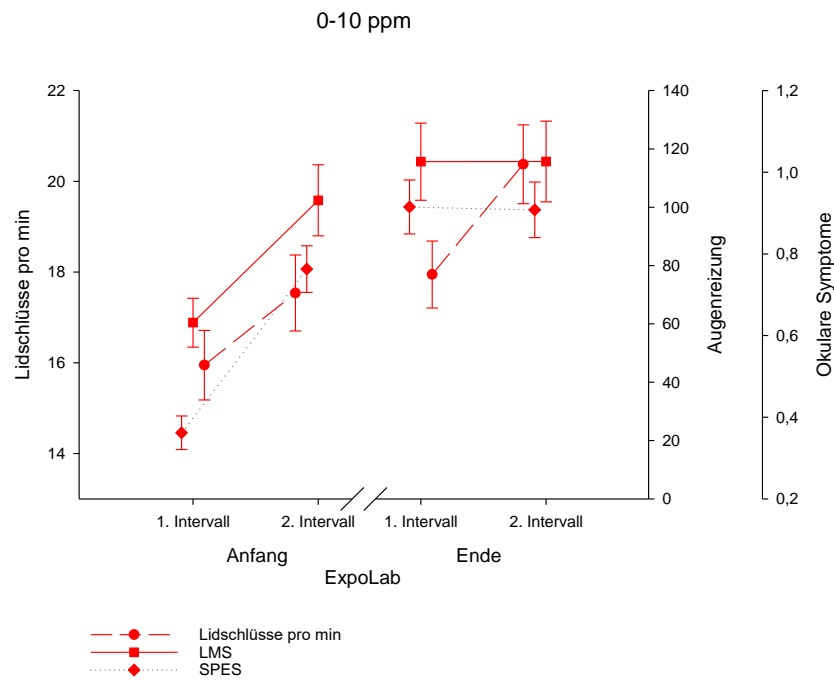 0-10 ppm
Lidschlüsse pro min
22
20
18
16
14
140
120
100
80
60
40
20
0
Augenreizung
1,2
1,0
0,8
0,6
0,4
0,2
Okulare Symptome
1. Intervall 2. Intervall 1. Intervall 2. Intervall
Anfang Ende
ExpoLab
Lidschlüsse pro min
LMS
SPES